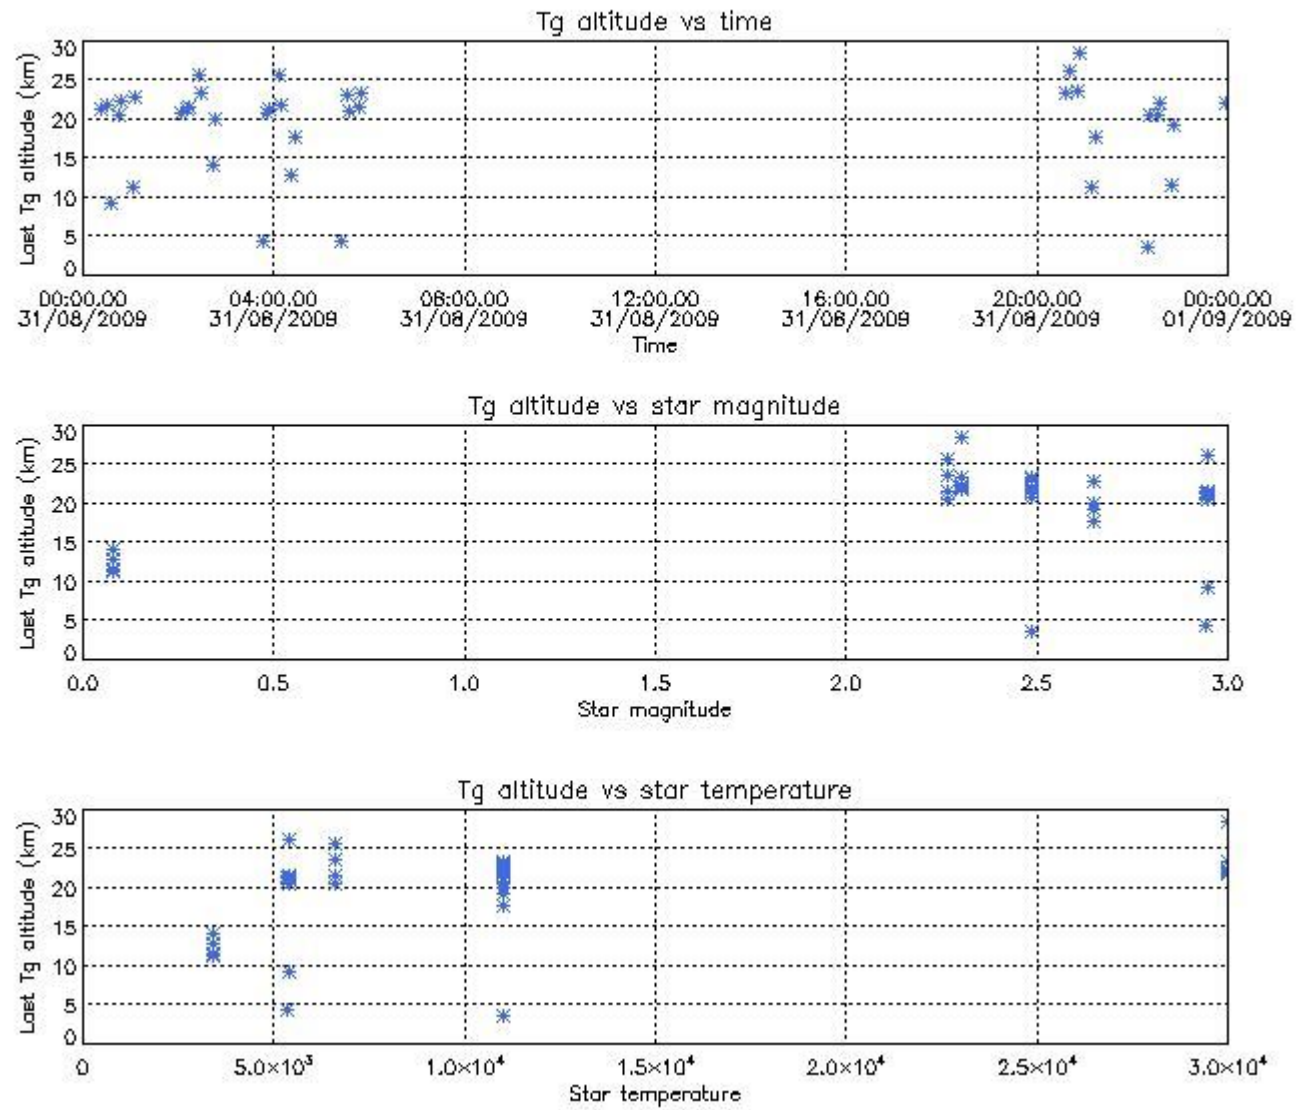 Tg altitude vs time
Last Tg altitude (km)
30
25
20
15
10
5
0
00:00.00 04:00.00 08:00.00 12:00.00 16:00.00 20:00.00 00:00.00
31/08/2009 31/08/2009 31/08/2009 31/08/2009 31/08/2009 31/08/2009 01/09/2009
Time
Tg altitude vs star magnitude
Last Tg altitude (km)
30
25
20
15
10
5
0
0.0 0.5 1.0 1.5 2.0 2.5 3.0
Star magnitude
Tg altitude vs star temperature
Last Tg altitude (km)
30
25
20
15
10
5
0
0 5.0×10³ 1.0×10⁴ 1.5×10⁴ 2.0×10⁴ 2.5×10⁴ 3.0×10⁴
Star temperature